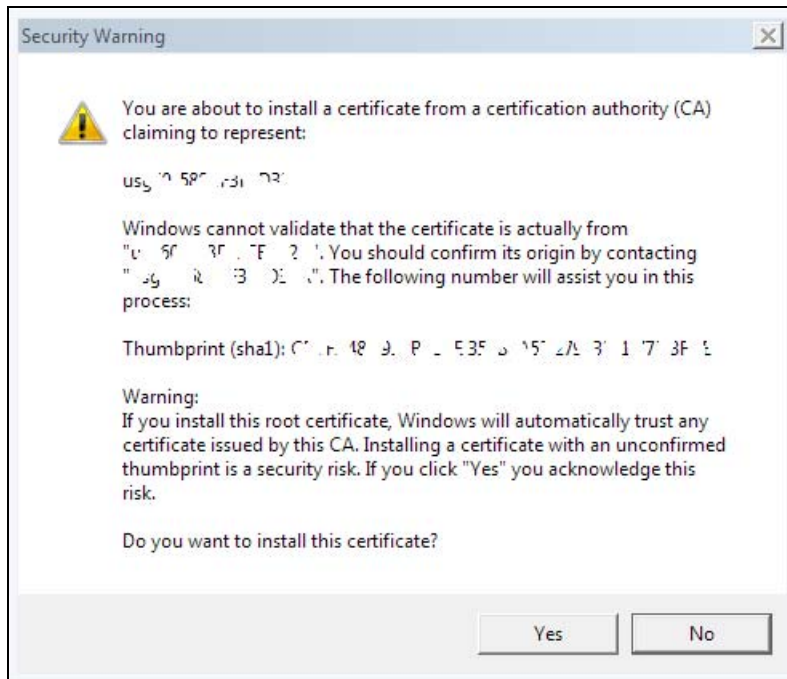 Security Warning
You are about to install a certificate from a certification authority (CA)
claiming to represent:
Windows cannot validate that the certificate is actually from
You should confirm its origin by contacting
The following number will assist you in this
process:
Thumbprint (sha1):
Warning:
If you install this root certificate, Windows will automatically trust any
certificate issued by this CA. Installing a certificate with an unconfirmed
thumbprint is a security risk. If you click "Yes" you acknowledge this
risk.
Do you want to install this certificate?
Yes
No